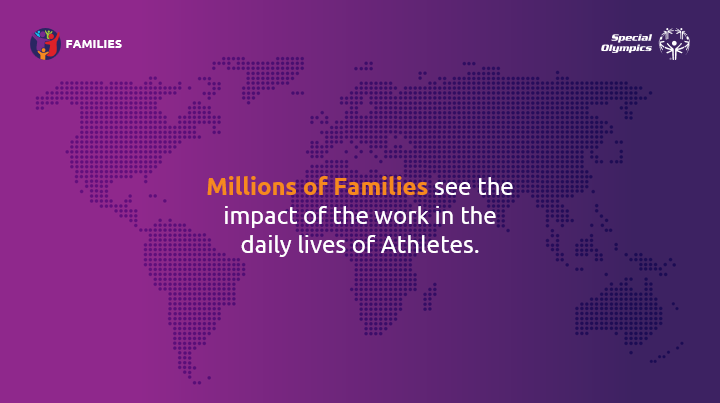 FAMILIES
Special
Olympics
Millions of Families see the
impact of the work in the
daily lives of Athletes.